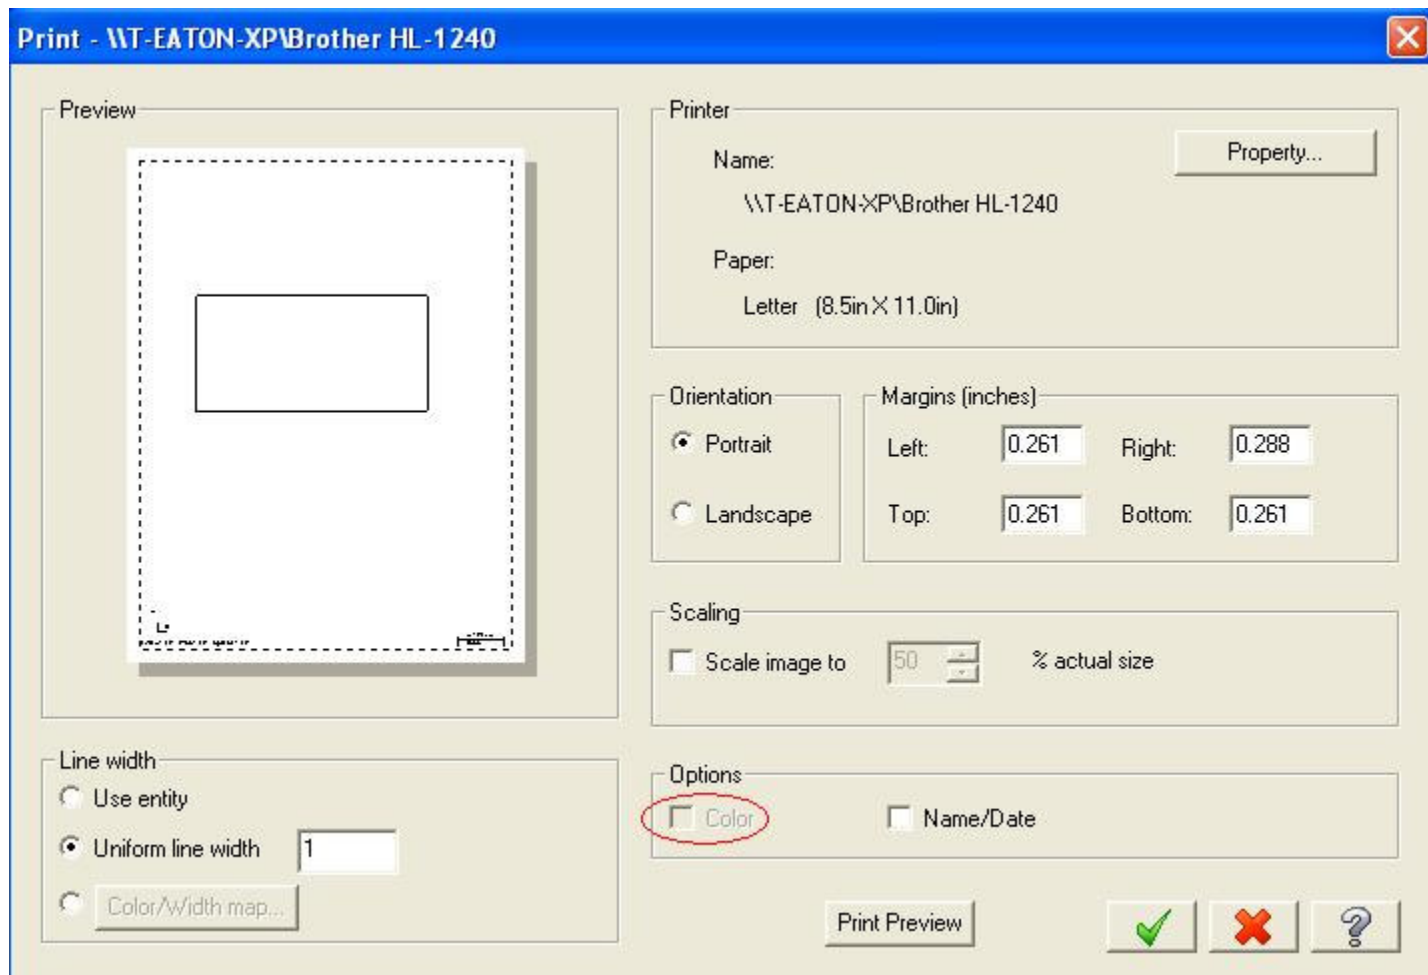 Print - \\T-EATON-XP\Brother HL-1240
Preview
Printer
Name:
Property...
\\T-EATON-XP\Brother HL-1240
Paper:
Letter (8.5in X 11.0in)
Orientation
Portrait
Landscape
Margins (inches)
Left: 0.261 Right: 0.288
Top: 0.261 Bottom: 0.261
Scaling
Scale image to 50 % actual size
Line width
Use entity
Uniform line width 1
Color/Width map...
Options
Color Name/Date
Print Preview